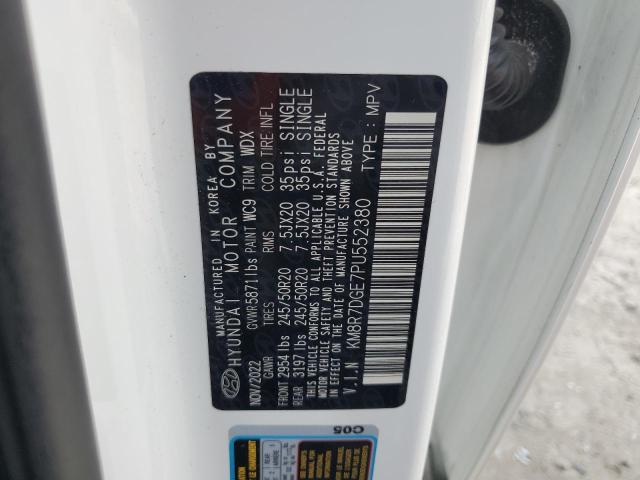 MANUFACTURED IN KOREA BY
HYUNDAI MOTOR COMPANY
NOV/2022 GVWR5871lbs PAINT WC9 TRIM WDX
GAWR TIRES RIMS COLD TIRE INFL
FRONT 2954 lbs 245/50R20 7.5JX20 35psi SINGLE
REAR 3197 lbs 245/50R20 7.5JX20 35psi SINGLE
THIS VEHICLE CONFORMS TO ALL APPLICABLE U.S.A. FEDERAL
MOTOR VEHICLE SAFETY AND THEFT PREVENTION STANDARDS
IN EFFECT ON THE DATE OF MANUFACTURE SHOWN ABOVE
V.I.N : KM8R7DGE7PU552380 TYPE : MPV
C05